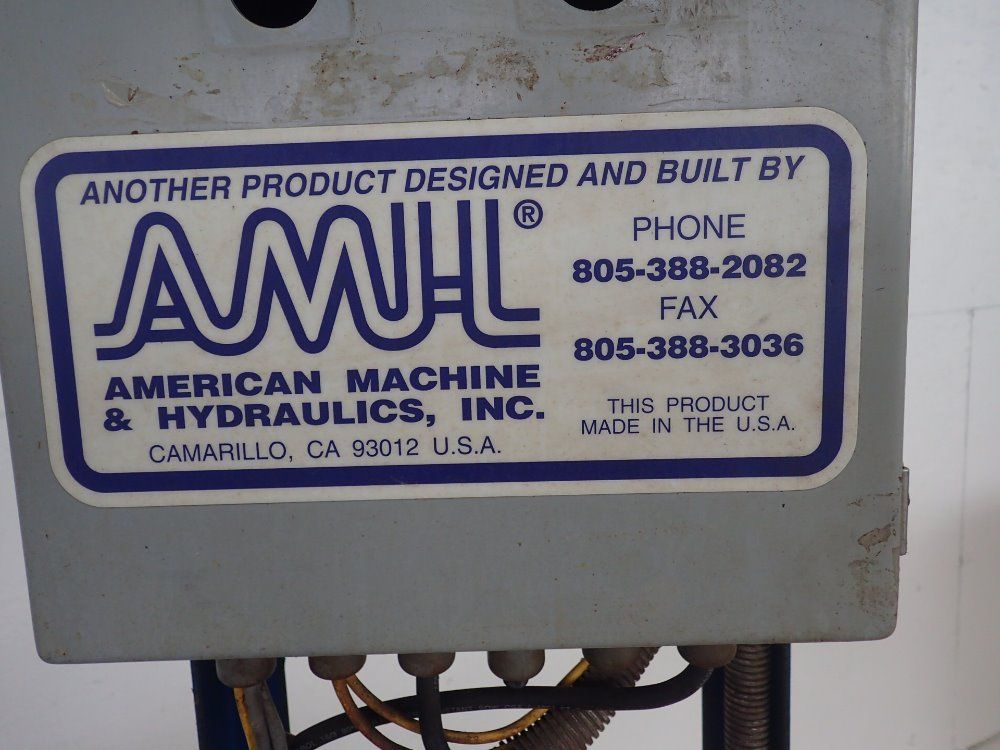 ANOTHER PRODUCT DESIGNED AND BUILT BY
AMHL®
AMERICAN MACHINE
& HYDRAULICS, INC.
CAMARILLO, CA 93012 U.S.A.
PHONE
805-388-2082
FAX
805-388-3036
THIS PRODUCT
MADE IN THE U.S.A.